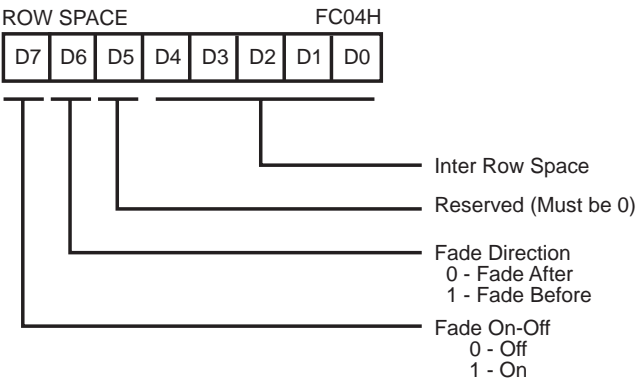 ROW SPACE FC04H
D7 D6 D5 D4 D3 D2 D1 D0
Inter Row Space
Reserved (Must be 0)
Fade Direction
0 - Fade After
1 - Fade Before
Fade On-Off
0 - Off
1 - On